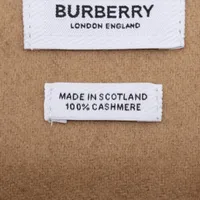 BURBERRY
LONDON ENGLAND
MADE IN SCOTLAND
100% CASHMERE